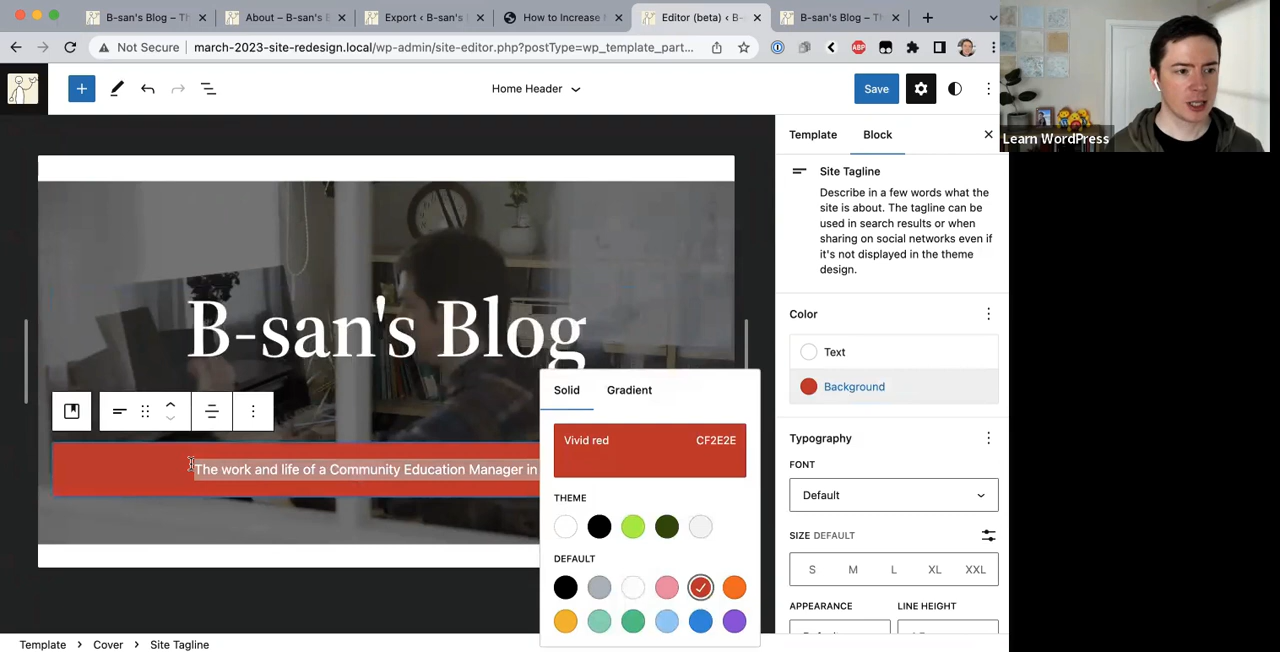 B-san's Blog – Th
About – B-san's B
Export ‹ B-san's
How to Increase
Editor (beta) ‹ B-
B-san's Blog – Th
Not Secure
march-2023-site-redesign.local/wp-admin/site-editor.php?postType=wp_template_part...
ABP
Home Header
Save
Learn WordPress
Template
Block
Site Tagline
Describe in a few words what the
site is about. The tagline can be
used in search results or when
sharing on social networks even if
it's not displayed in the theme
design.
Color
Text
Background
B-san's Blog
The work and life of a Community Education Manager in
Solid
Gradient
Vivid red
CF2E2E
THEME
DEFAULT
Typography
FONT
Default
SIZE DEFAULT
S
M
L
XL
XXL
APPEARANCE
LINE HEIGHT
Template
Cover
Site Tagline